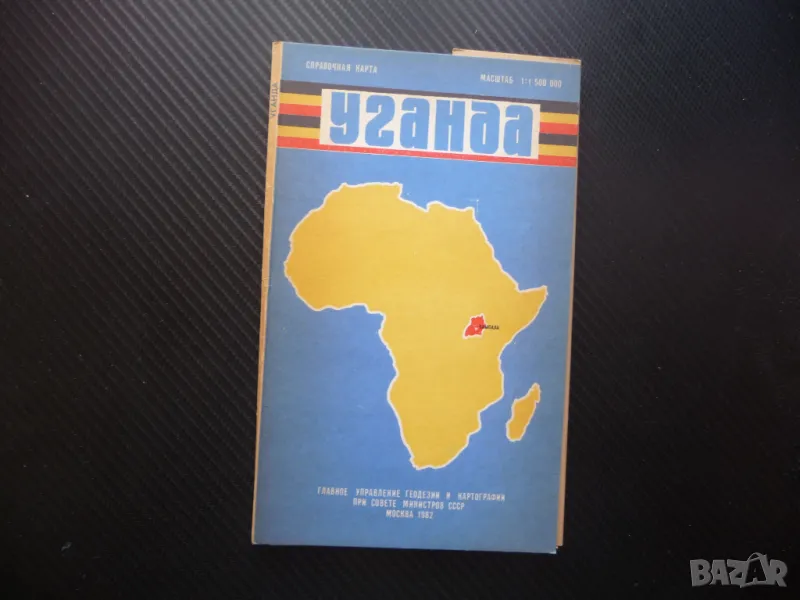 СПРАВОЧНАЯ КАРТА
МАСШТАБ 1:1 500 000
УГАНДА
уганда
КАМПАЛА
ГЛАВНОЕ УПРАВЛЕНИЕ ГЕОДЕЗИИ И КАРТОГРАФИИ
ПРИ СОВЕТЕ МИНИСТРОВ СССР
МОСКВА 1982
BAZAR